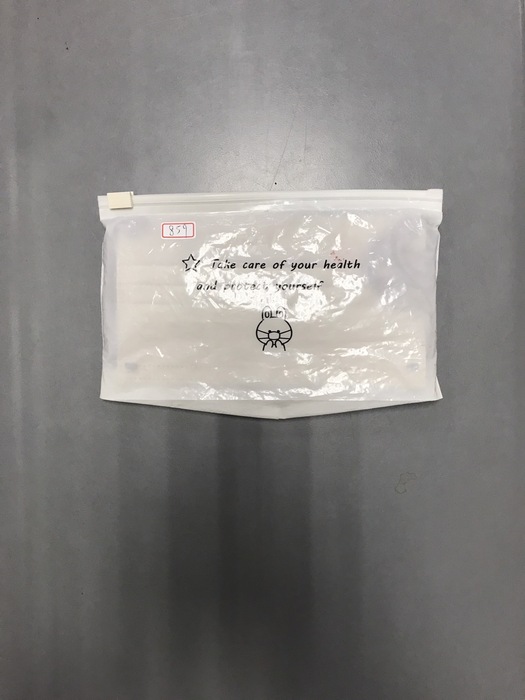 859
☆ Take care of your health
and protect yourself